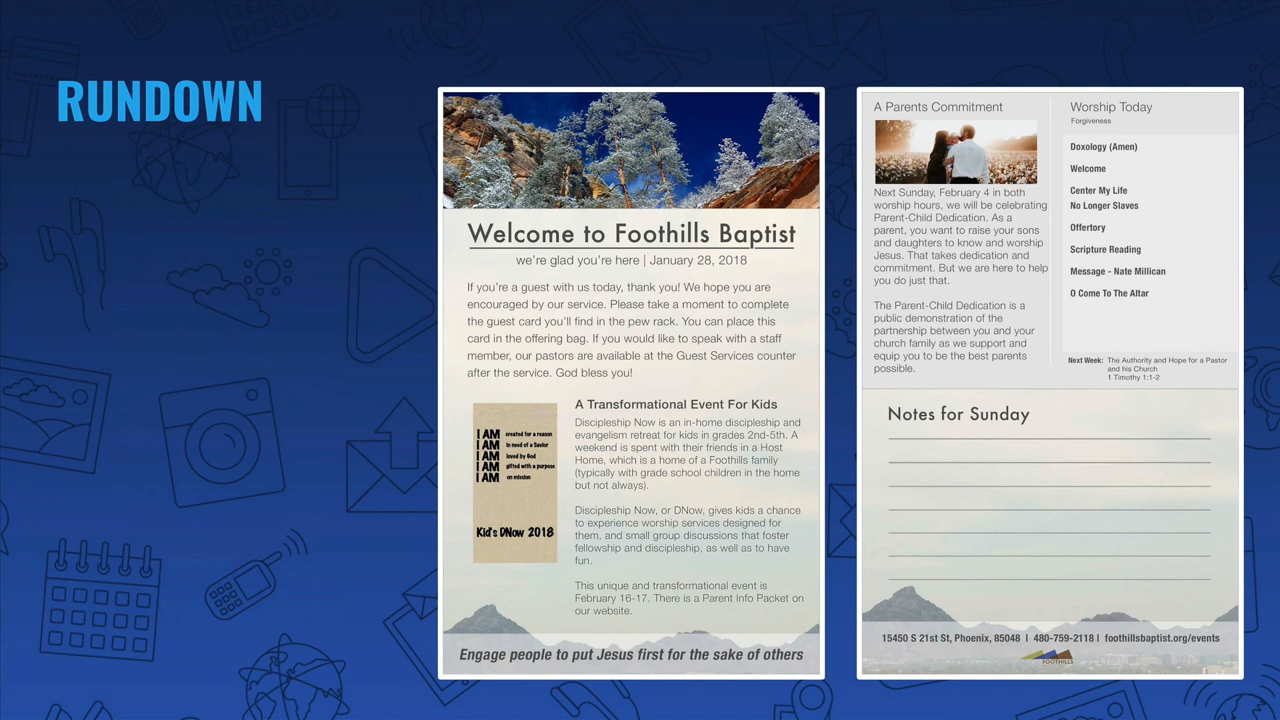 RUNDOWN
Welcome to Foothills Baptist
we're glad you're here | January 28, 2018
If you're a guest with us today, thank you! We hope you are
encouraged by our service. Please take a moment to complete
the guest card you'll find in the pew rack. You can place this
card in the offering bag. If you would like to speak with a staff
member, our pastors are available at the Guest Services counter
after the service. God bless you!
I AM created for a reason
I AM in need of a Savior
I AM loved by God
I AM gifted with a purpose
I AM on mission
Kid's DNow 2018
A Transformational Event For Kids
Discipleship Now is an in-home discipleship and
evangelism retreat for kids in grades 2nd-5th. A
weekend is spent with their friends in a Host
Home, which is a home of a Foothills family
(typically with grade school children in the home
but not always).
Discipleship Now, or DNow, gives kids a chance
to experience worship services designed for
them, and small group discussions that foster
fellowship and discipleship, as well as to have
fun.
This unique and transformational event is
February 16-17. There is a Parent Info Packet on
our website.
Engage people to put Jesus first for the sake of others
A Parents Commitment
Next Sunday, February 4 in both
worship hours, we will be celebrating
Parent-Child Dedication. As a
parent, you want to raise your sons
and daughters to know and worship
Jesus. That takes dedication and
commitment. But we are here to help
you do just that.
The Parent-Child Dedication is a
public demonstration of the
partnership between you and your
church family as we support and
equip you to be the best parents
possible.
Worship Today
Forgiveness
Doxology (Amen)
Welcome
Center My Life
No Longer Slaves
Offertory
Scripture Reading
Message - Nate Millican
O Come To The Altar
Next Week: The Authority and Hope for a Pastor
and his Church
1 Timothy 1:1-2
Notes for Sunday
15450 S 21st St, Phoenix, 85048 | 480-759-2118 | foothillsbaptist.org/events
FOOTHILLS